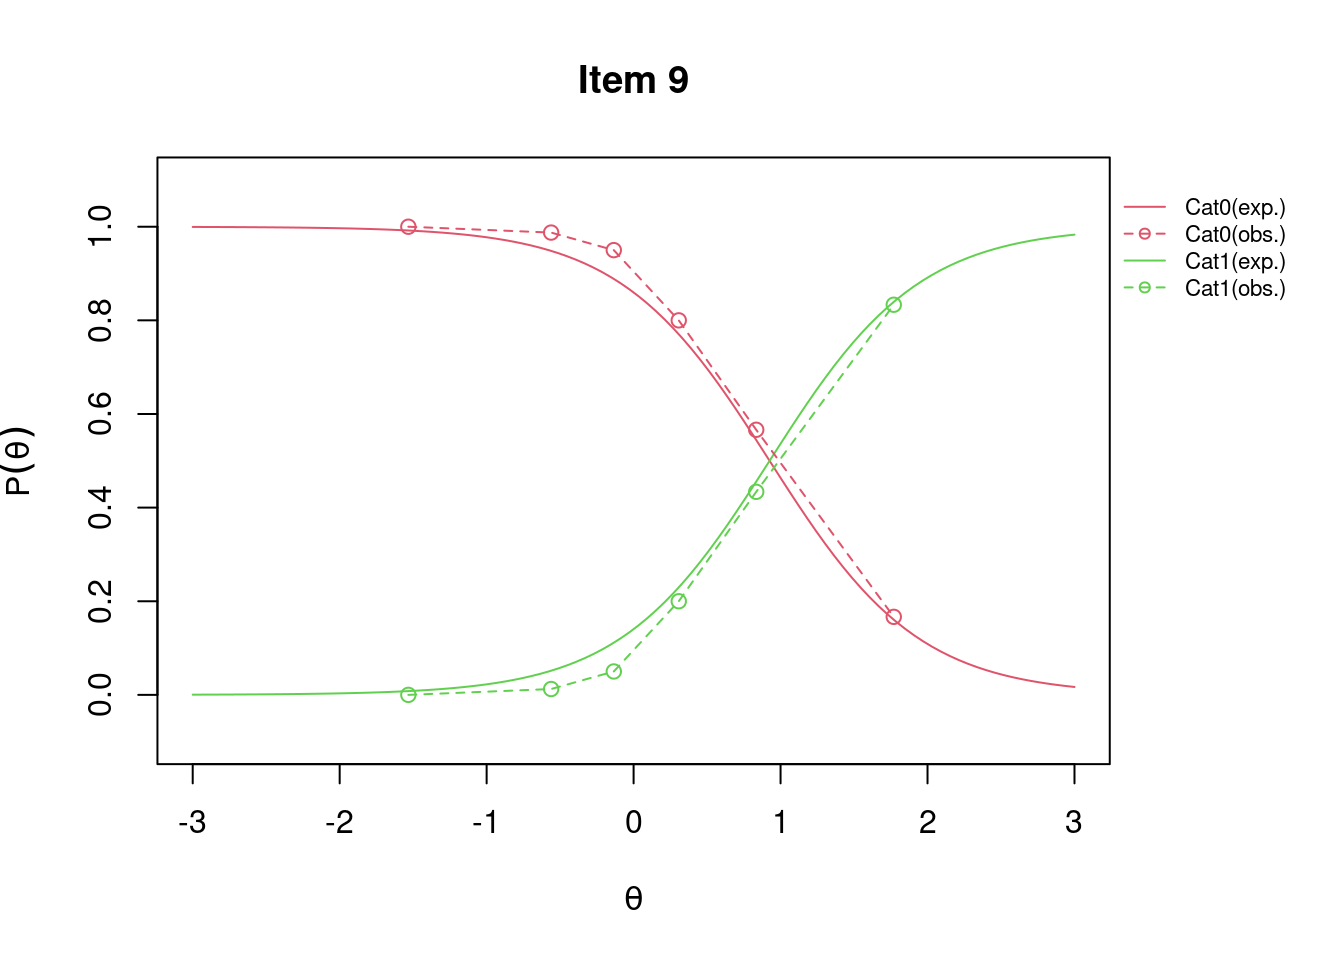 Item 9
P(θ)
1.0
0.8
0.6
0.4
0.2
0.0
-3 -2 -1 0 1 2 3
θ
Cat0(exp.)
Cat0(obs.)
Cat1(exp.)
Cat1(obs.)